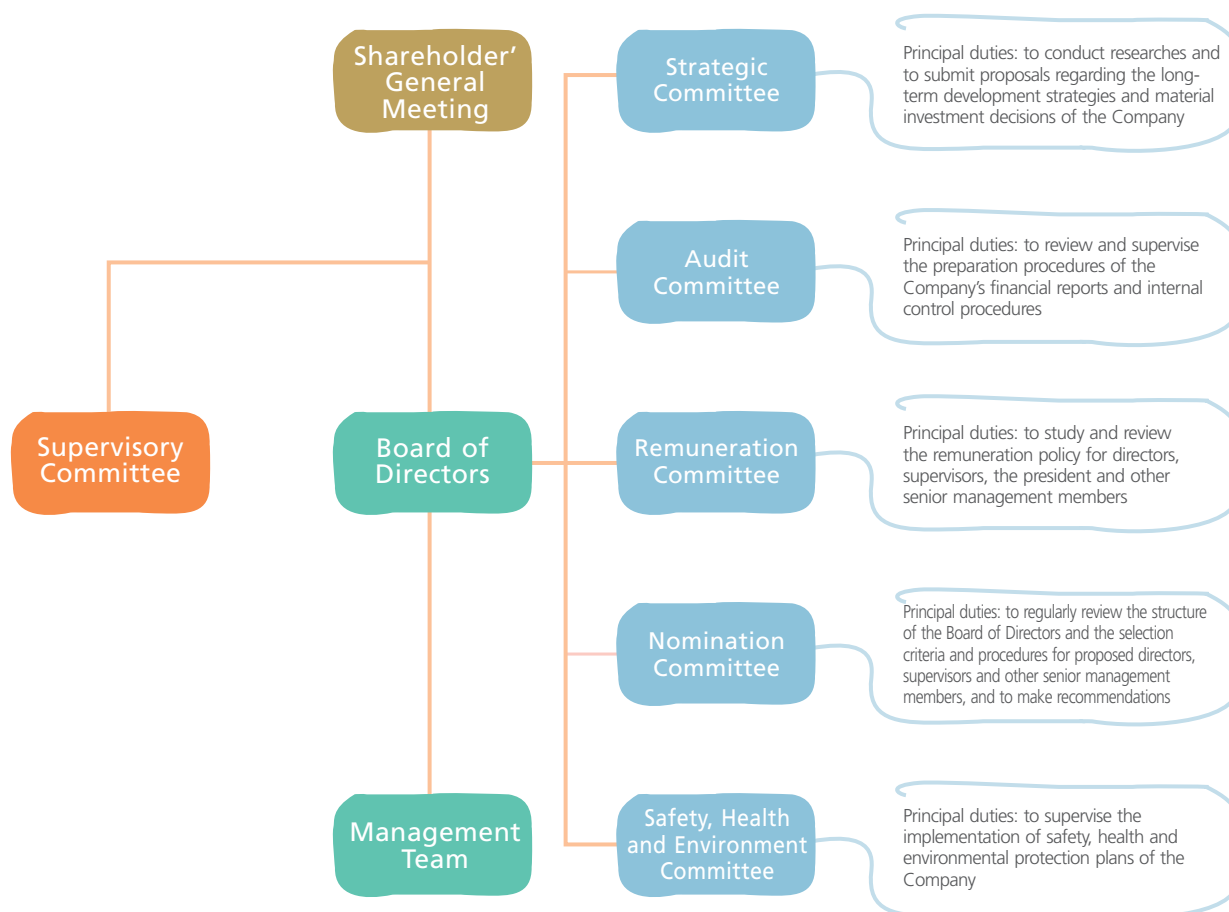 Shareholder'
General
Meeting
Strategic
Committee
Principal duties: to conduct researches and
to submit proposals regarding the long-
term development strategies and material
investment decisions of the Company
Audit
Committee
Principal duties: to review and supervise
the preparation procedures of the
Company's financial reports and internal
control procedures
Supervisory
Committee
Board of
Directors
Remuneration
Committee
Principal duties: to study and review
the remuneration policy for directors,
supervisors, the president and other
senior management members
Nomination
Committee
Principal duties: to regularly review the structure
of the Board of Directors and the selection
criteria and procedures for proposed directors,
supervisors and other senior management
members, and to make recommendations
Management
Team
Safety, Health
and Environment
Committee
Principal duties: to supervise the
implementation of safety, health and
environmental protection plans of the
Company